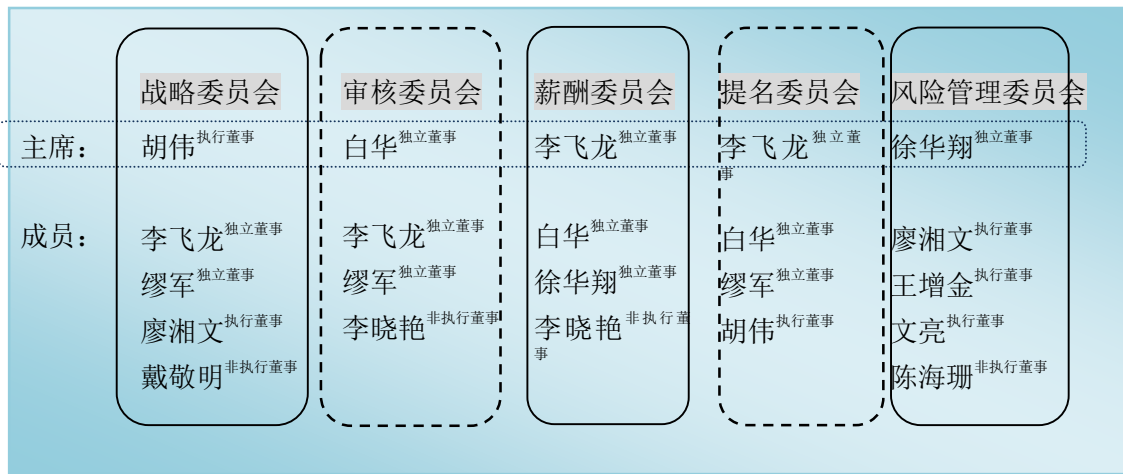 战略委员会 审核委员会 薪酬委员会 提名委员会 风险管理委员会
主席： 胡伟执行董事 白华独立董事 李飞龙独立董事 李飞龙独立董事 徐华翔独立董事
成员： 李飞龙独立董事 李飞龙独立董事 白华独立董事 白华独立董事 廖湘文执行董事
缪军独立董事 缪军独立董事 徐华翔独立董事 缪军独立董事 王增金执行董事
廖湘文执行董事 李晓艳非执行董事 李晓艳非执行董事 胡伟执行董事 文亮执行董事
戴敬明非执行董事 陈海珊非执行董事